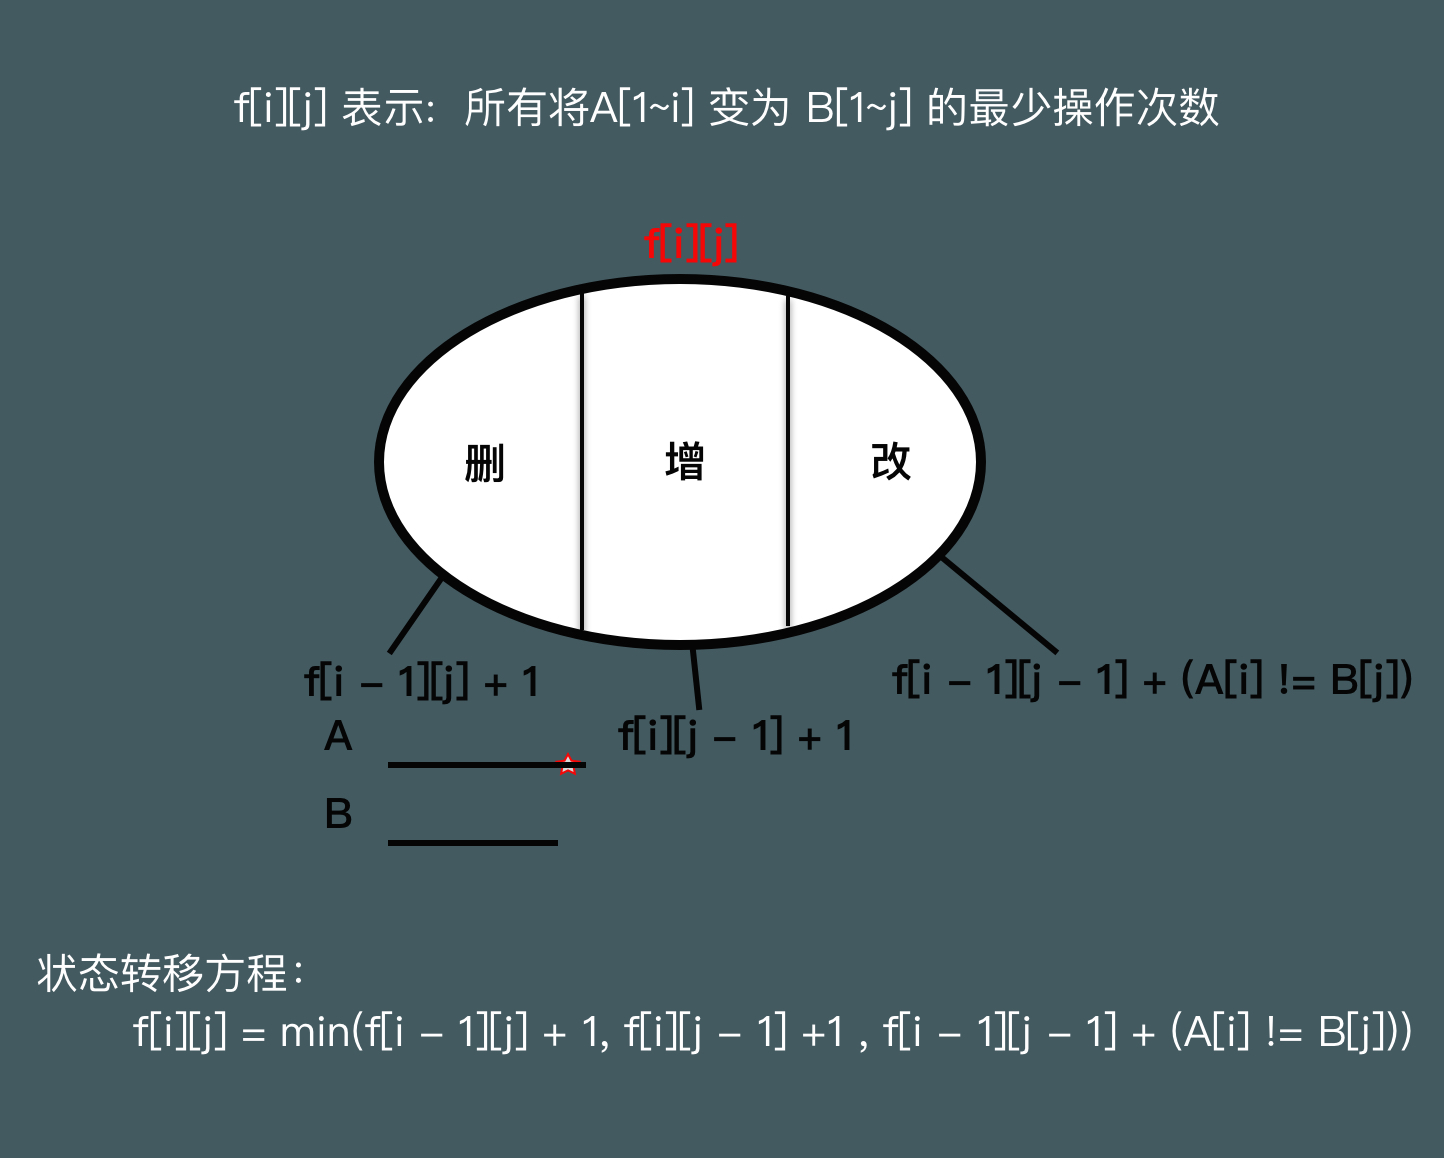 f[i][j] 表示: 所有将A[1~i] 变为 B[1~j] 的最少操作次数
f[i][j]
删
增
改
f[i - 1][j] + 1
f[i - 1][j - 1] + (A[i] != B[j])
A
f[i][j - 1] + 1
B
状态转移方程:
f[i][j] = min(f[i - 1][j] + 1, f[i][j - 1] +1 , f[i - 1][j - 1] + (A[i] != B[j]))